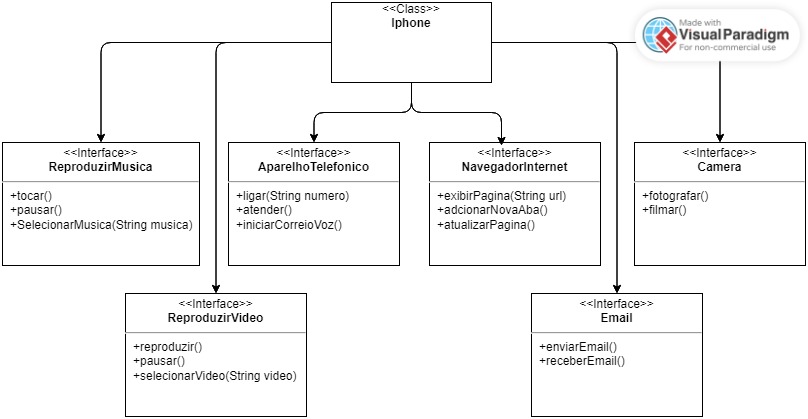 <<Class>>
Iphone
Made with
VisualParadigm
For non-commercial use
<<Interface>>
ReproduzirMusica
+tocar()
+pausar()
+SelecionarMusica(String musica)
<<Interface>>
AparelhoTelefonico
+ligar(String numero)
+atender()
+iniciarCorreioVoz()
<<Interface>>
NavegadorInternet
+exibirPagina(String url)
+adcionarNovaAba()
+atualizarPagina()
<<Interface>>
Camera
+fotografar()
+filmar()
<<Interface>>
ReproduzirVideo
+reproduzir()
+pausar()
+selecionarVideo(String video)
<<Interface>>
Email
+enviarEmail()
+receberEmail()